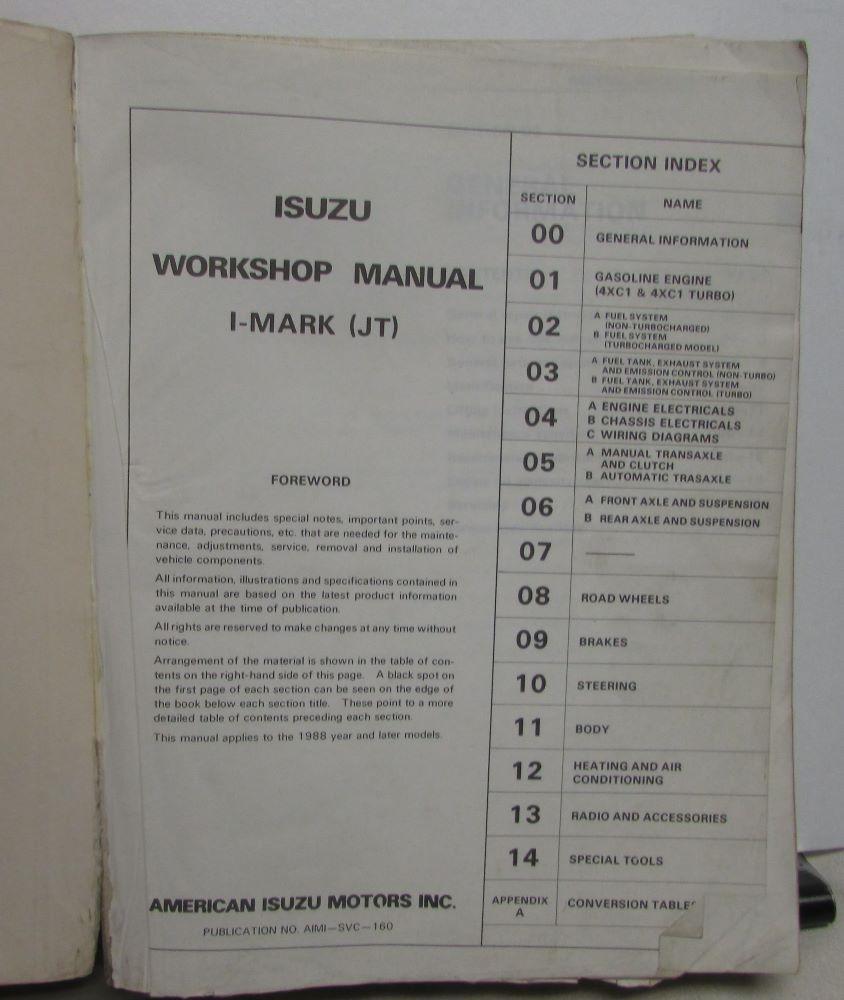 ISUZU
WORKSHOP MANUAL
I-MARK (JT)
FOREWORD
This manual includes special notes, important points, ser-
vice data, precautions, etc. that are needed for the mainte-
nance, adjustments, service, removal and installation of
vehicle components.
All information, illustrations and specifications contained in
this manual are based on the latest product information
available at the time of publication.
All rights are reserved to make changes at any time without
notice.
Arrangement of the material is shown in the table of con-
tents on the right-hand side of this page. A black spot on
the first page of each section can be seen on the edge of
the book below each section title. These point to a more
detailed table of contents preceding each section.
This manual applies to the 1988 year and later models.
AMERICAN ISUZU MOTORS INC.
PUBLICATION NO. AIMI-SVC-160
SECTION INDEX
SECTION NAME
00 GENERAL INFORMATION
01 GASOLINE ENGINE
(4XC1 & 4XC1 TURBO)
02 A FUEL SYSTEM
(NON-TURBOCHARGED)
B FUEL SYSTEM
(TURBOCHARGED MODEL)
03 A FUEL TANK, EXHAUST SYSTEM
AND EMISSION CONTROL (NON-TURBO)
B FUEL TANK, EXHAUST SYSTEM
AND EMISSION CONTROL (TURBO)
04 A ENGINE ELECTRICALS
B CHASSIS ELECTRICALS
C WIRING DIAGRAMS
05 A MANUAL TRANSAXLE
AND CLUTCH
B AUTOMATIC TRASAXLE
06 A FRONT AXLE AND SUSPENSION
B REAR AXLE AND SUSPENSION
07 ———
08 ROAD WHEELS
09 BRAKES
10 STEERING
11 BODY
12 HEATING AND AIR
CONDITIONING
13 RADIO AND ACCESSORIES
14 SPECIAL TOOLS
APPENDIX
A CONVERSION TABLES